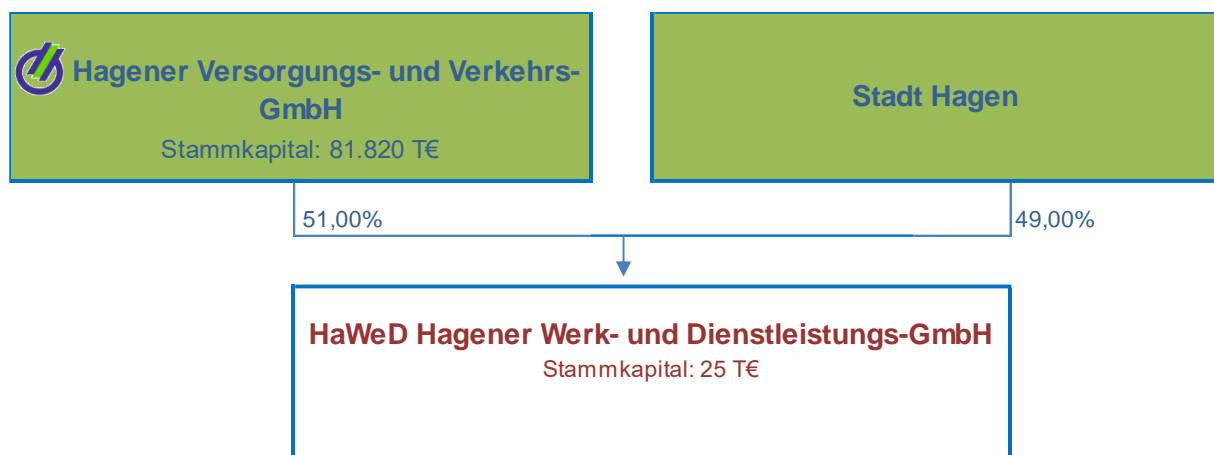 Hagener Versorgungs- und Verkehrs-
GmbH
Stammkapital: 81.820 T€
Stadt Hagen
51,00%
49,00%
HaWeD Hagener Werk- und Dienstleistungs-GmbH
Stammkapital: 25 T€